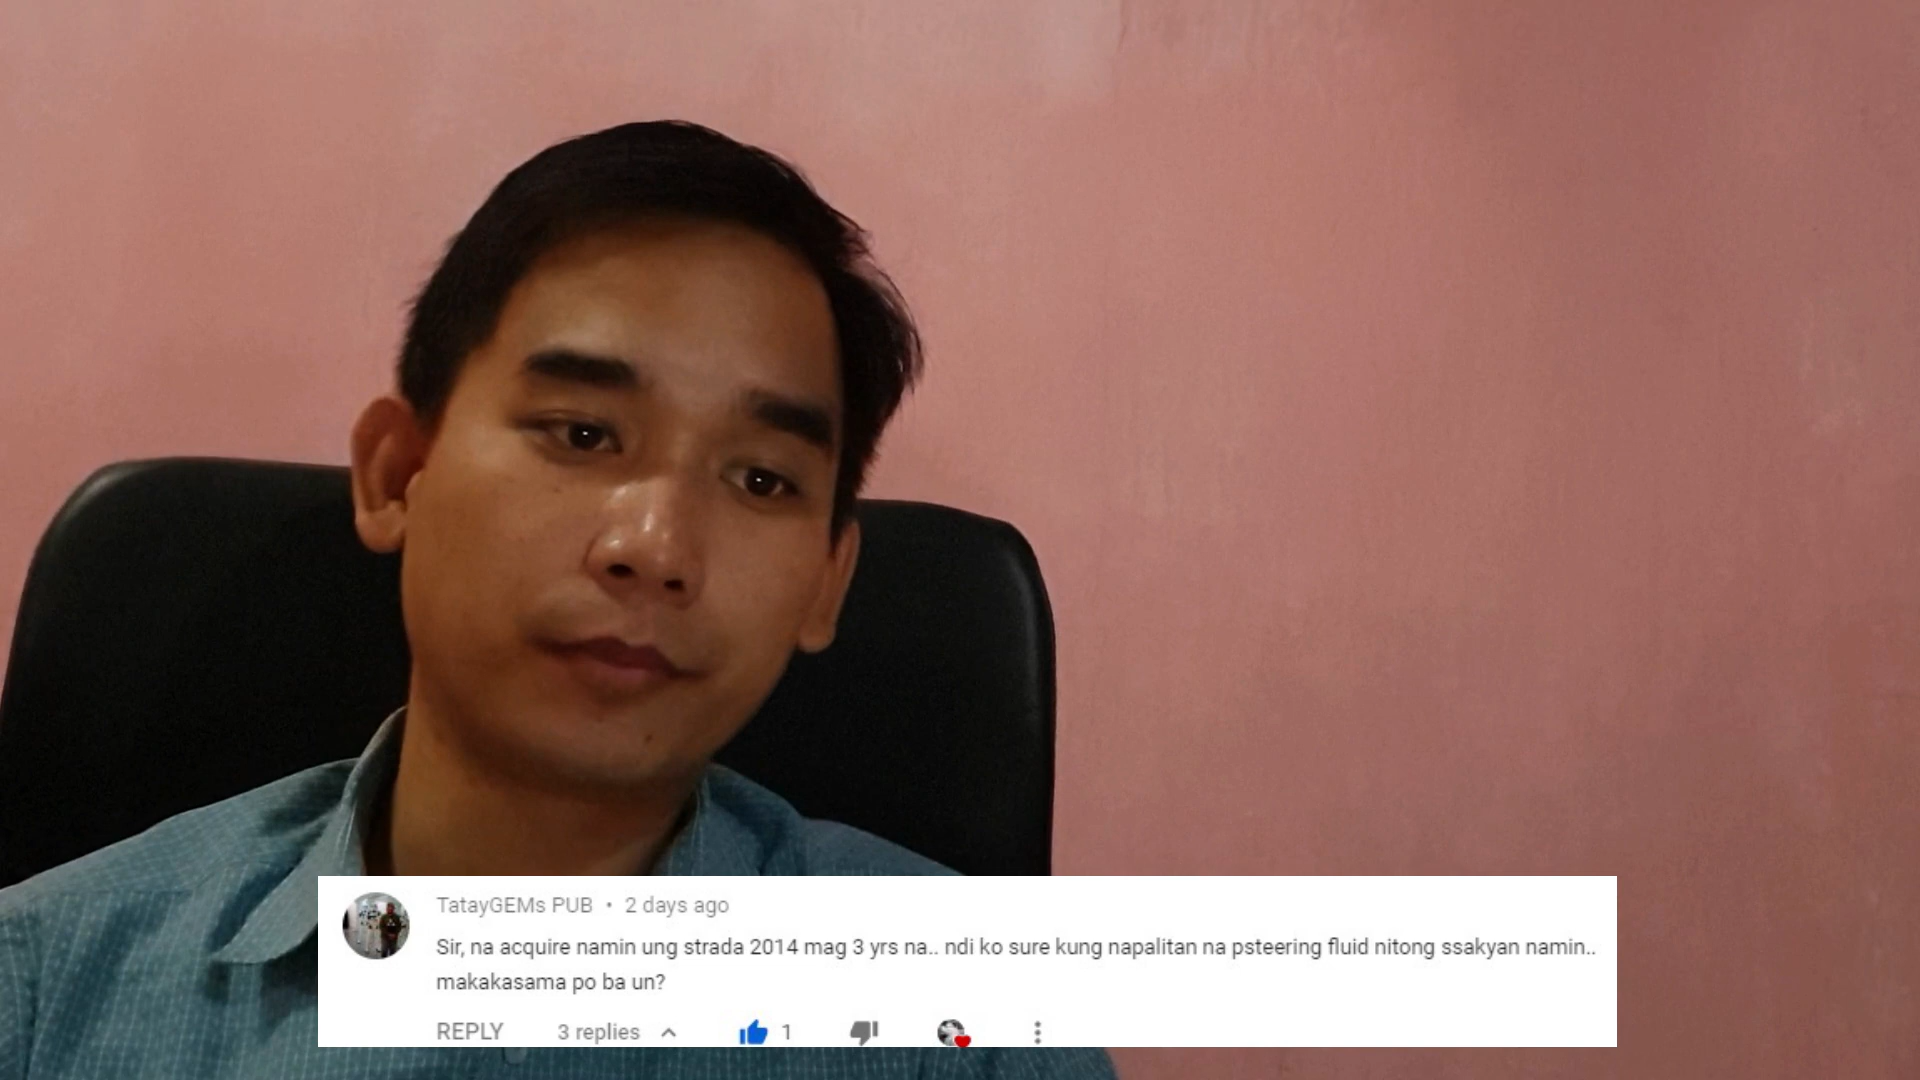 TatayGEMs PUB • 2 days ago
Sir, na acquire namin ung strada 2014 mag 3 yrs na.. ndi ko sure kung napalitan na psteering fluid nitong ssakyan namin..
makakasama po ba un?
REPLY 3 replies 1